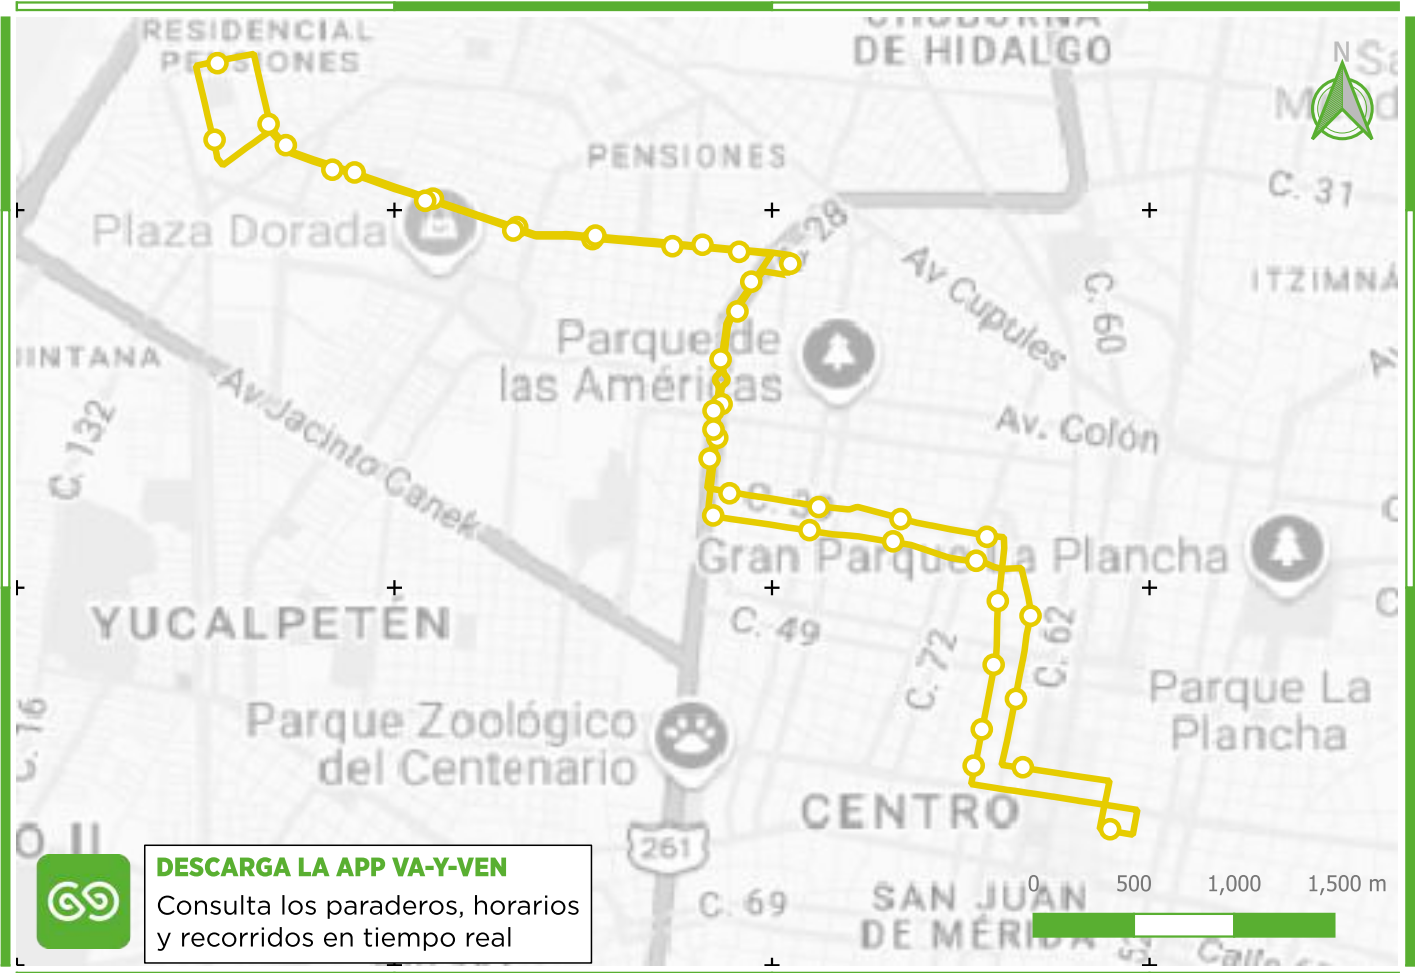 RESIDENCIAL
PENSIONES
DE HIDALGO
N
PENSIONES
C. 31
Plaza Dorada
28
Av Cupules
C. 60
ITZIMNÁ
Parque de
las Américas
Av. Colón
Av Jacinto Canek
C. 132
Gran Parque La Plancha
YUCALPETÉN
C. 49
C. 72
C. 62
Parque La
Plancha
C. 16
Parque Zoológico
del Centenario
CENTRO
261
C. 69
SAN JUAN
DE MÉRIDA
0 500 1,000 1,500 m
DESCARGA LA APP VA-Y-VEN
Consulta los paraderos, horarios
y recorridos en tiempo real